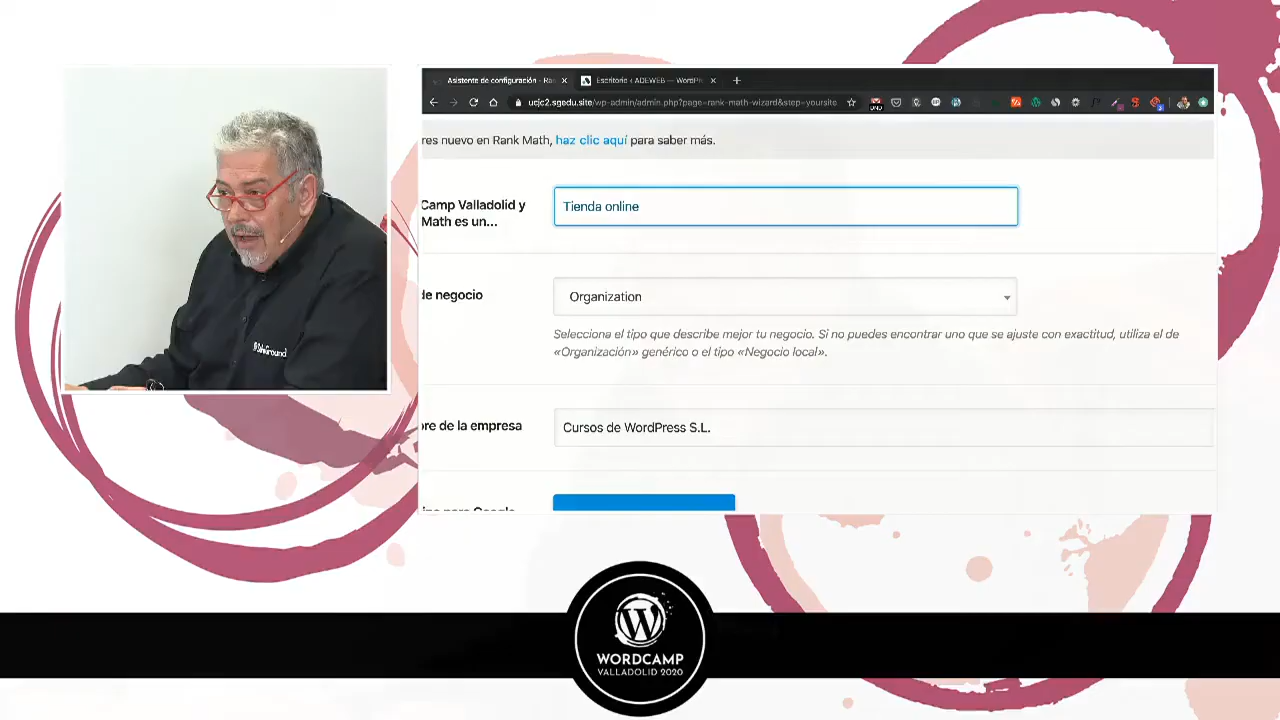 Asistente de configuración - Ra
Escritorio ‹ ADEWEB — WordPr
ucjc2.sgedu.site/wp-admin/admin.php?page=rank-math-wizard&step=yoursite
res nuevo en Rank Math, haz clic aquí para saber más.
Camp Valladolid y
Math es un...
Tienda online
de negocio
Organization
Selecciona el tipo que describe mejor tu negocio. Si no puedes encontrar uno que se ajuste con exactitud, utiliza el de
«Organización» genérico o el tipo «Negocio local».
re de la empresa
Cursos de WordPress S.L.
para Google
SiteGround
WORDCAMP
VALLADOLID 2020